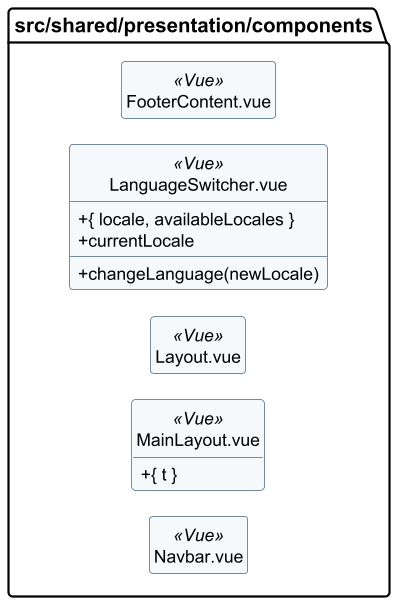 src/shared/presentation/components
«Vue»
FooterContent.vue
«Vue»
LanguageSwitcher.vue
+{ locale, availableLocales }
+currentLocale
+changeLanguage(newLocale)
«Vue»
Layout.vue
«Vue»
MainLayout.vue
+{ t }
«Vue»
Navbar.vue